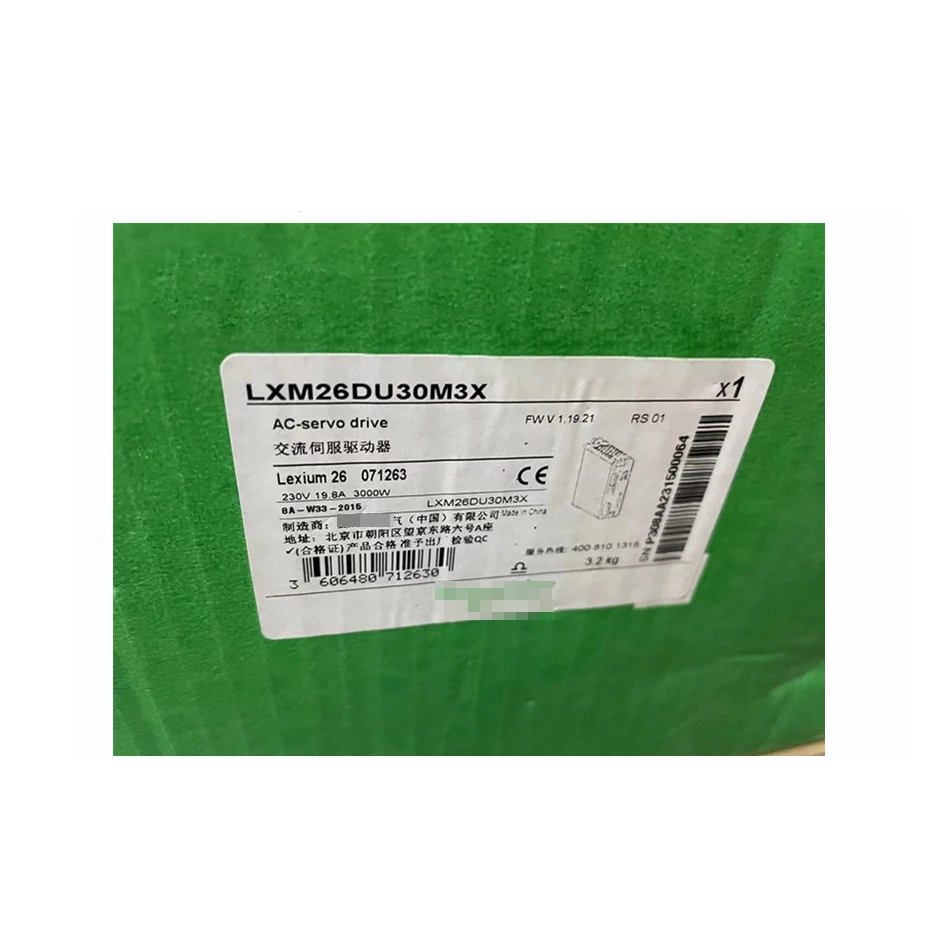 LXM26DU30M3X x1
AC-servo drive FW V 1.19.21 RS 01
交流伺服驱动器
Lexium 26 071263 CE
230V 19.8A 3000W
8A-W33-2015 LXM26DU30M3X
制造商: 气(中国)有限公司 Made in China
地址: 北京市朝阳区望京东路六号A座
✓(合格证)产品合格准予出厂 检验QC
服务热线: 400 810 1315
3.2 kg
3 606480 712630
SN P308AA231500064